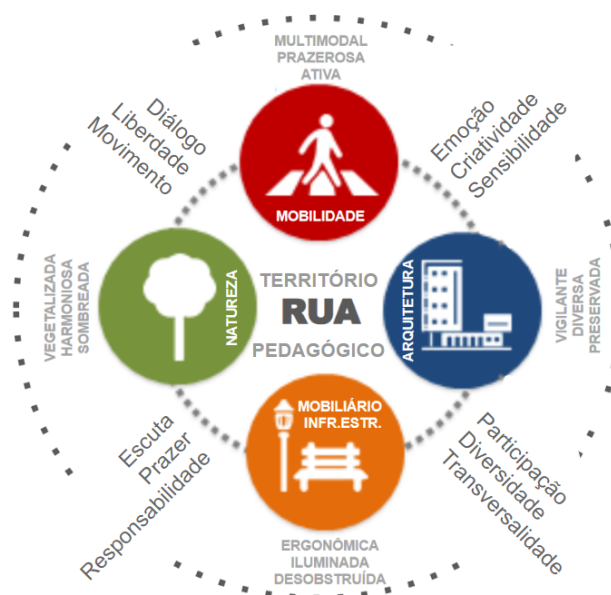 MULTIMODAL
PRAZEROSA
ATIVA
Diálogo
Liberdade
Movimento
Emoção
Criatividade
Sensibilidade
MOBILIDADE
VEGETALIZADA
HARMONIOSA
SOMBREADA
NATUREZA
TERRITÓRIO
RUA
PEDAGÓGICO
ARQUITETURA
VIGILANTE
DIVERSA
PRESERVADA
MOBILIÁRIO
INFR.ESTR.
Escuta
Prazer
Responsabilidade
Participação
Diversidade
Transversalidade
ERGONÔMICA
ILUMINADA
DESOBSTRUÍDA